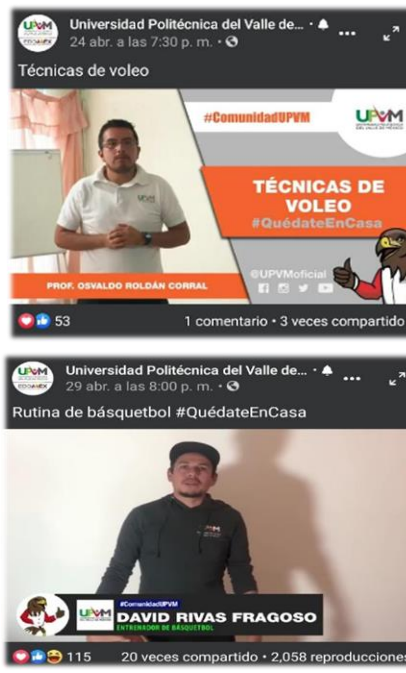 Universidad Politécnica del Valle de...
24 abr. a las 7:30 p. m.
Técnicas de voleo
#ComunidadUPVM
UPVM
TÉCNICAS DE
VOLEO
#QuédateEnCasa
@UPVMoficial
PROF. OSVALDO ROLDÁN CORRAL
53
1 comentario • 3 veces compartido
UPVM
EDOMÉX
Universidad Politécnica del Valle de...
29 abr. a las 8:00 p. m.
Rutina de básquetbol #QuédateEnCasa
#ComunidadUPVM
UPVM
DAVID RIVAS FRAGOSO
ENTRENADOR DE BÁSQUETBOL
115
20 veces compartido • 2,058 reproducciones